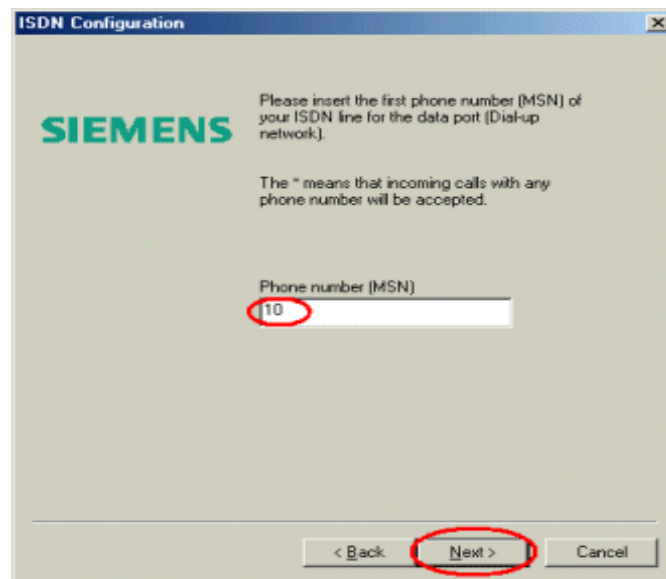 ISDN Configuration
SIEMENS
Please insert the first phone number (MSN) of
your ISDN line for the data port (Dial-up
network).
The * means that incoming calls with any
phone number will be accepted.
Phone number (MSN)
10
< Back
Next >
Cancel